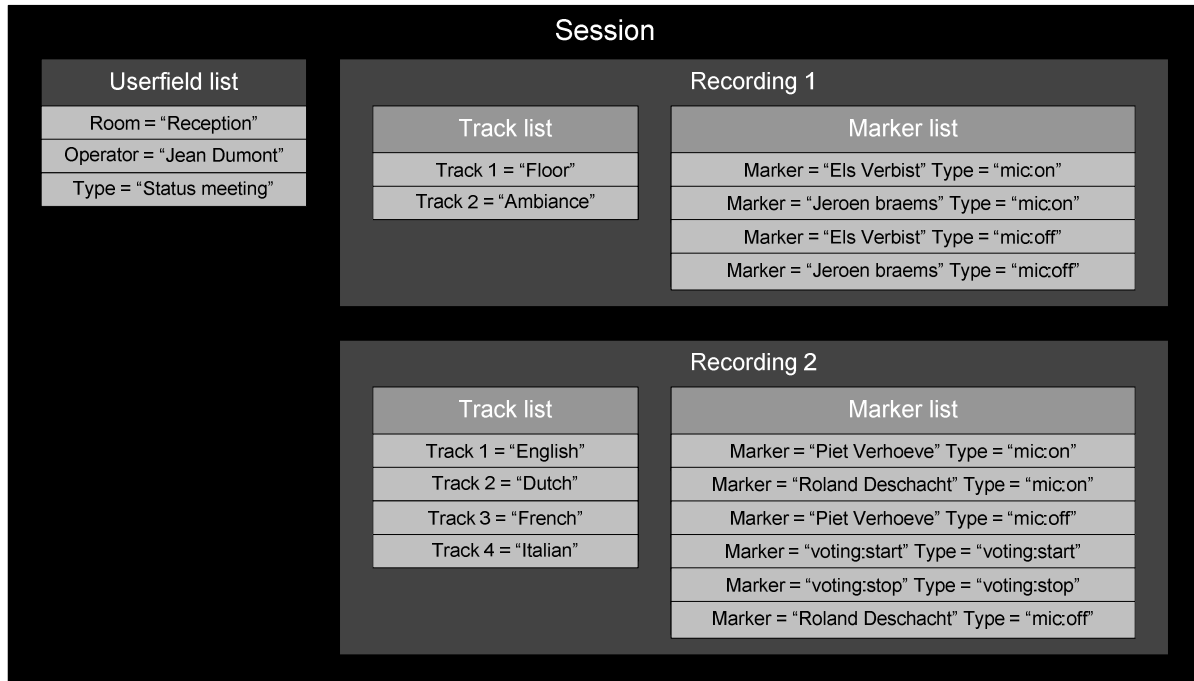 Session
Userfield list
Room = “Reception”
Operator = “Jean Dumont”
Type = “Status meeting”
Recording 1
Track list
Track 1 = “Floor”
Track 2 = “Ambiance”
Marker list
Marker = “Els Verbist” Type = “mic:on”
Marker = “Jeroen braems” Type = “mic:on”
Marker = “Els Verbist” Type = “mic:off”
Marker = “Jeroen braems” Type = “mic:off”
Recording 2
Track list
Track 1 = “English”
Track 2 = “Dutch”
Track 3 = “French”
Track 4 = “Italian”
Marker list
Marker = “Piet Verhoeve” Type = “mic:on”
Marker = “Roland Deschacht” Type = “mic:on”
Marker = “Piet Verhoeve” Type = “mic:off”
Marker = “voting:start” Type = “voting:start”
Marker = “voting:stop” Type = “voting:stop”
Marker = “Roland Deschacht” Type = “mic:off”